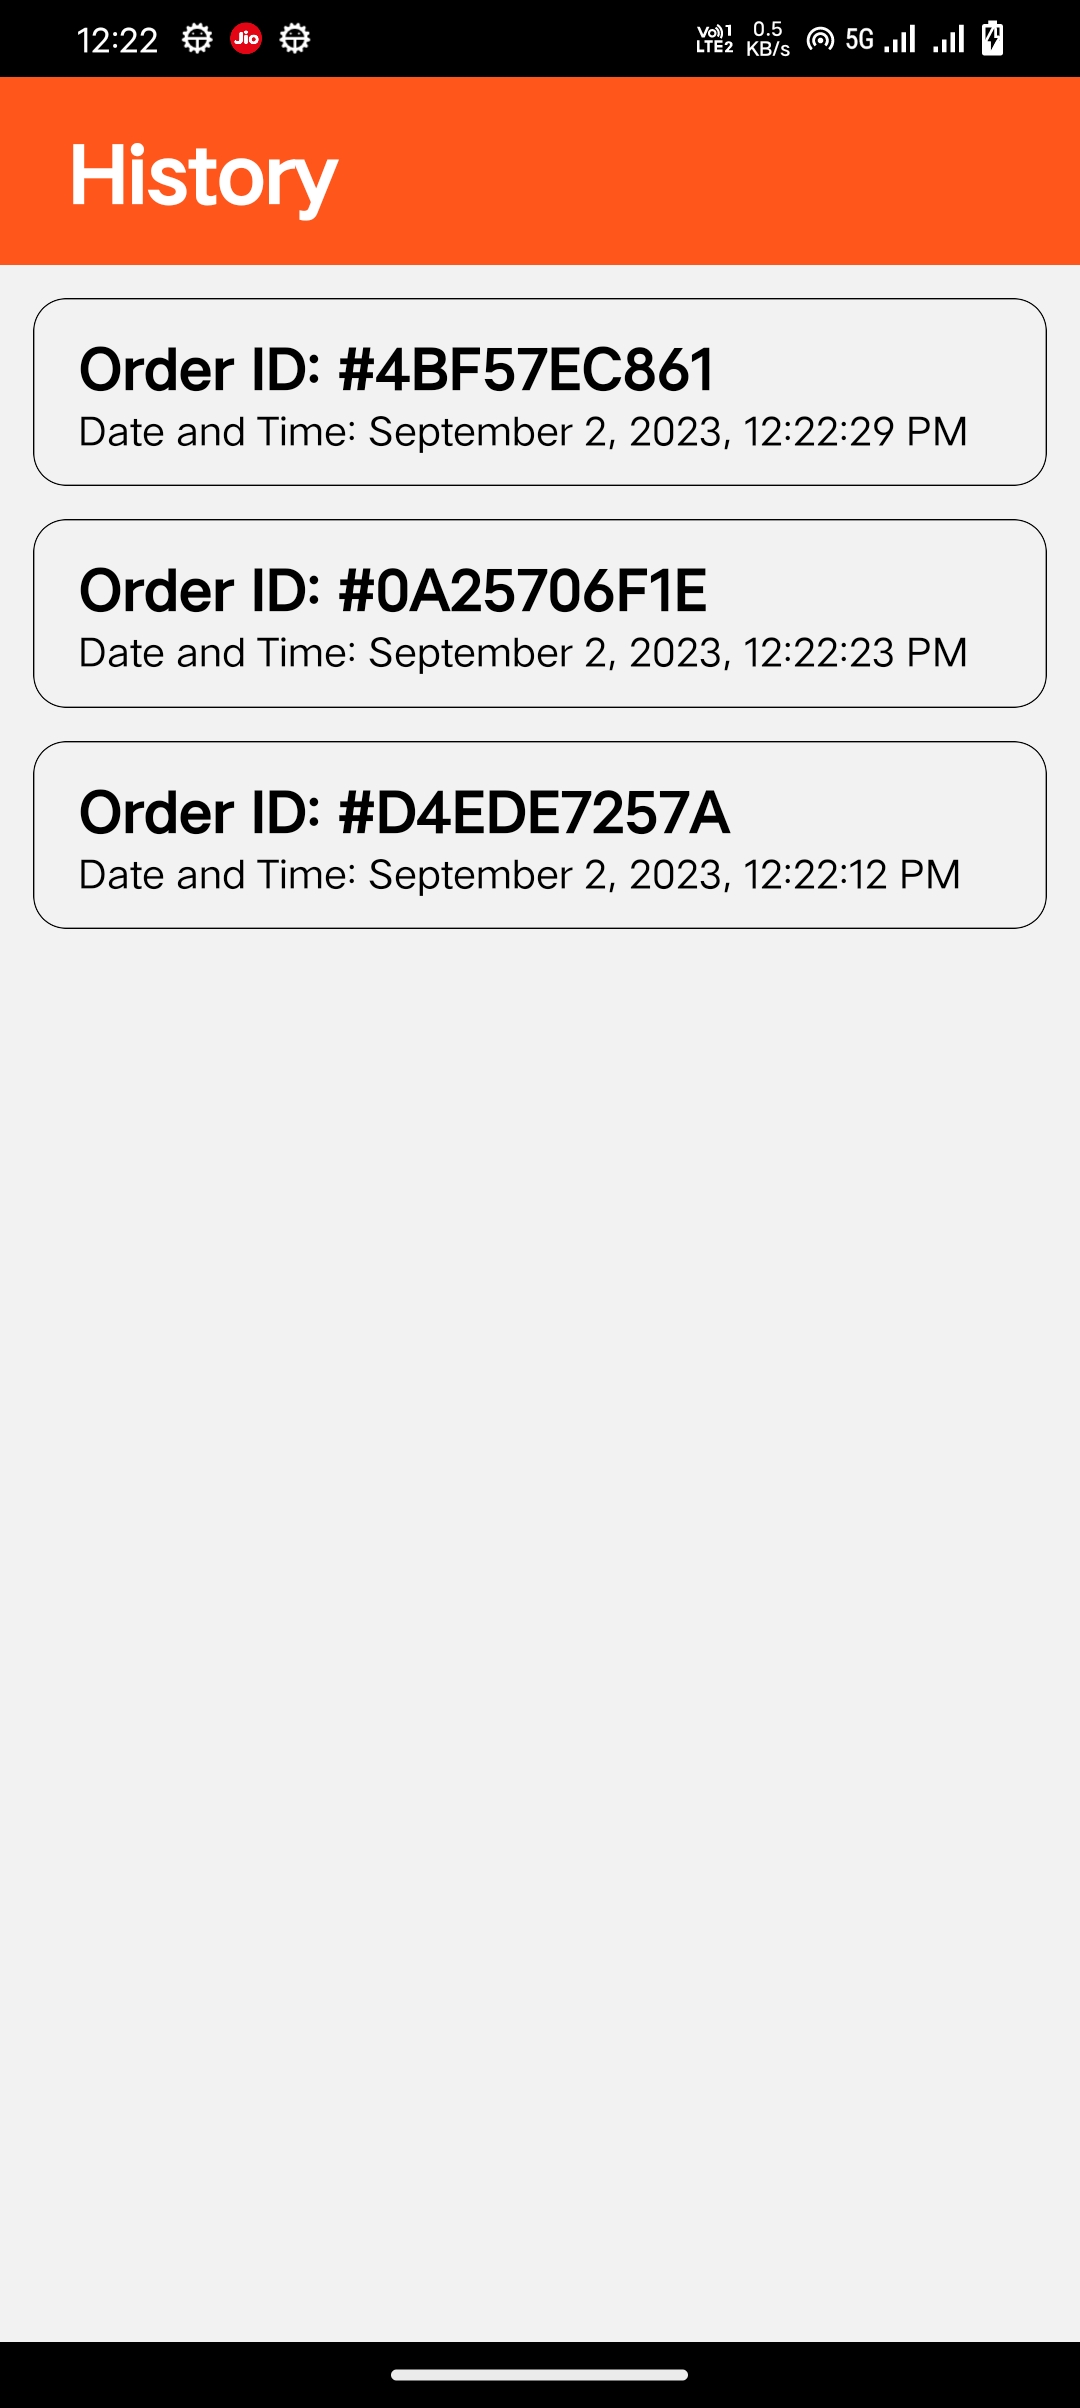 12:22 Jio Vo))1 LTE2 0.5 KB/s 5G
History
Order ID: #4BF57EC861
Date and Time: September 2, 2023, 12:22:29 PM
Order ID: #0A25706F1E
Date and Time: September 2, 2023, 12:22:23 PM
Order ID: #D4EDE7257A
Date and Time: September 2, 2023, 12:22:12 PM